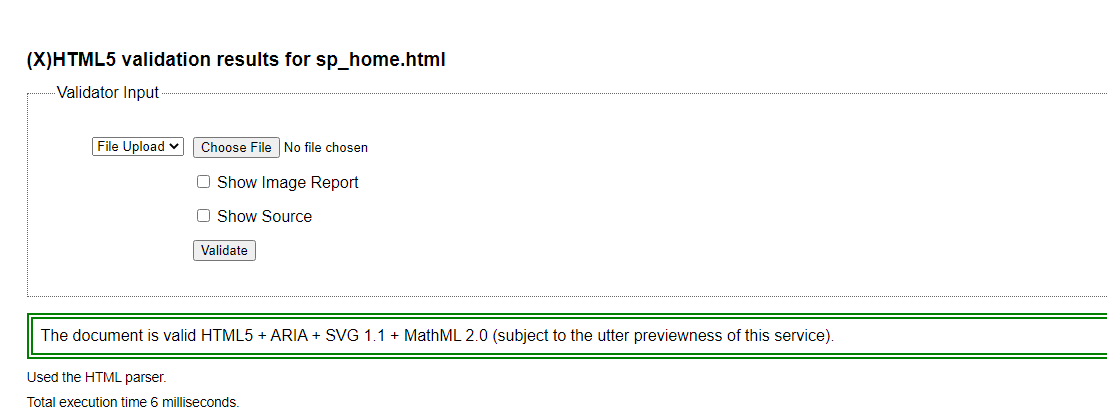 (X)HTML5 validation results for sp_home.html
Validator Input
File Upload Choose File No file chosen
Show Image Report
Show Source
Validate
The document is valid HTML5 + ARIA + SVG 1.1 + MathML 2.0 (subject to the utter previewness of this service).
Used the HTML parser.
Total execution time 6 milliseconds.